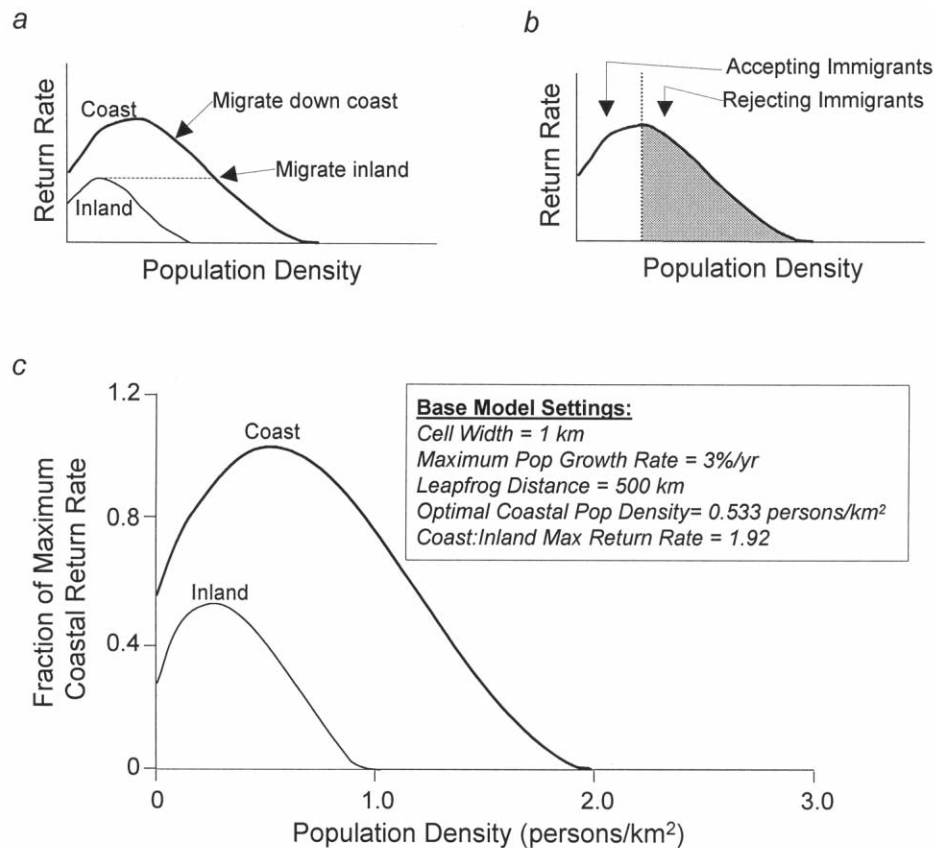 a
Return Rate
Coast
Inland
Migrate down coast
Migrate inland
Population Density
b
Return Rate
Accepting Immigrants
Rejecting Immigrants
Population Density
c
Fraction of Maximum
Coastal Return Rate
1.2
0.8
0.4
0
Coast
Inland
Base Model Settings:
Cell Width = 1 km
Maximum Pop Growth Rate = 3%/yr
Leapfrog Distance = 500 km
Optimal Coastal Pop Density= 0.533 persons/km²
Coast:Inland Max Return Rate = 1.92
0
1.0
2.0
3.0
Population Density (persons/km²)